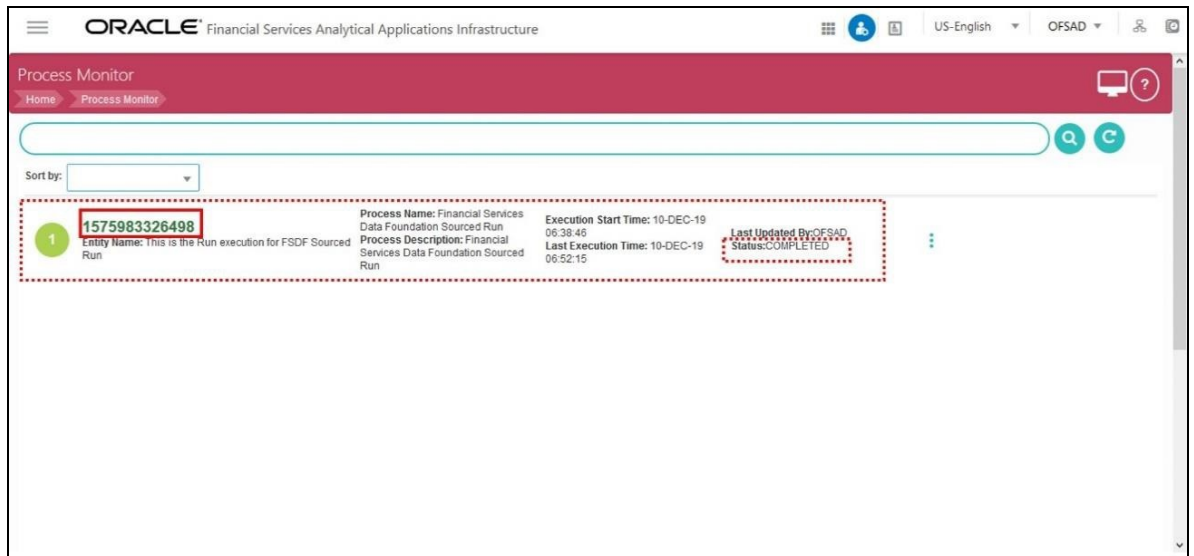 ORACLE® Financial Services Analytical Applications Infrastructure
US-English
OFSAD
Process Monitor
Home
Process Monitor
?
Sort by:
1
1575983326498
Entity Name: This is the Run execution for FSDF Sourced
Run
Process Name: Financial Services
Data Foundation Sourced Run
Process Description: Financial
Services Data Foundation Sourced
Run
Execution Start Time: 10-DEC-19
06:38:46
Last Execution Time: 10-DEC-19
06:52:15
Last Updated By:OFSAD
Status:COMPLETED